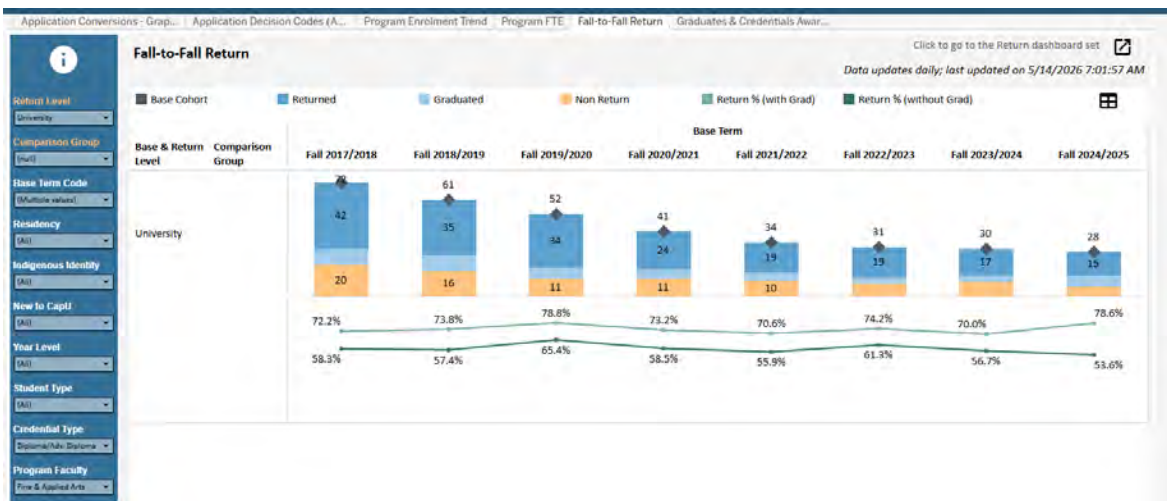 Application Conversions - Grap... Application Decision Codes (A... Program Enrolment Trend Program FTE Fall-to-Fall Return Graduates & Credentials Awar...
Fall-to-Fall Return
Click to go to the Return dashboard set
Data updates daily; last updated on 5/14/2026 7:01:57 AM
Return Level
University
Comparison Group
(null)
Base Term Code
(Multiple values)
Residency
(All)
Indigenous Identity
(All)
New to CapU
(All)
Year Level
(All)
Student Type
(All)
Credential Type
Diploma/Adv Diploma
Program Faculty
Fine & Applied Arts
Base Cohort Returned Graduated Non Return Return % (with Grad) Return % (without Grad)
Base Term
Base & Return Level Comparison Group Fall 2017/2018 Fall 2018/2019 Fall 2019/2020 Fall 2020/2021 Fall 2021/2022 Fall 2022/2023 Fall 2023/2024 Fall 2024/2025
University
72 61 52 41 34 31 30 28
42 35 34 24 19 19 17 15
20 16 11 11 10
72.2% 73.8% 78.8% 73.2% 70.6% 74.2% 70.0% 78.6%
58.3% 57.4% 65.4% 58.5% 55.9% 61.3% 56.7% 53.6%